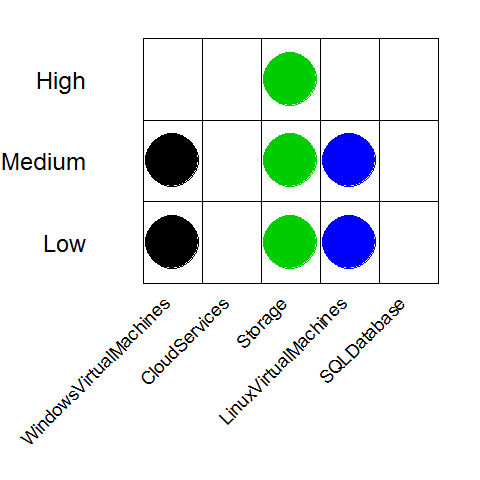 High
Medium
Low
WindowsVirtualMachines
CloudServices
Storage
LinuxVirtualMachines
SQLDatabase